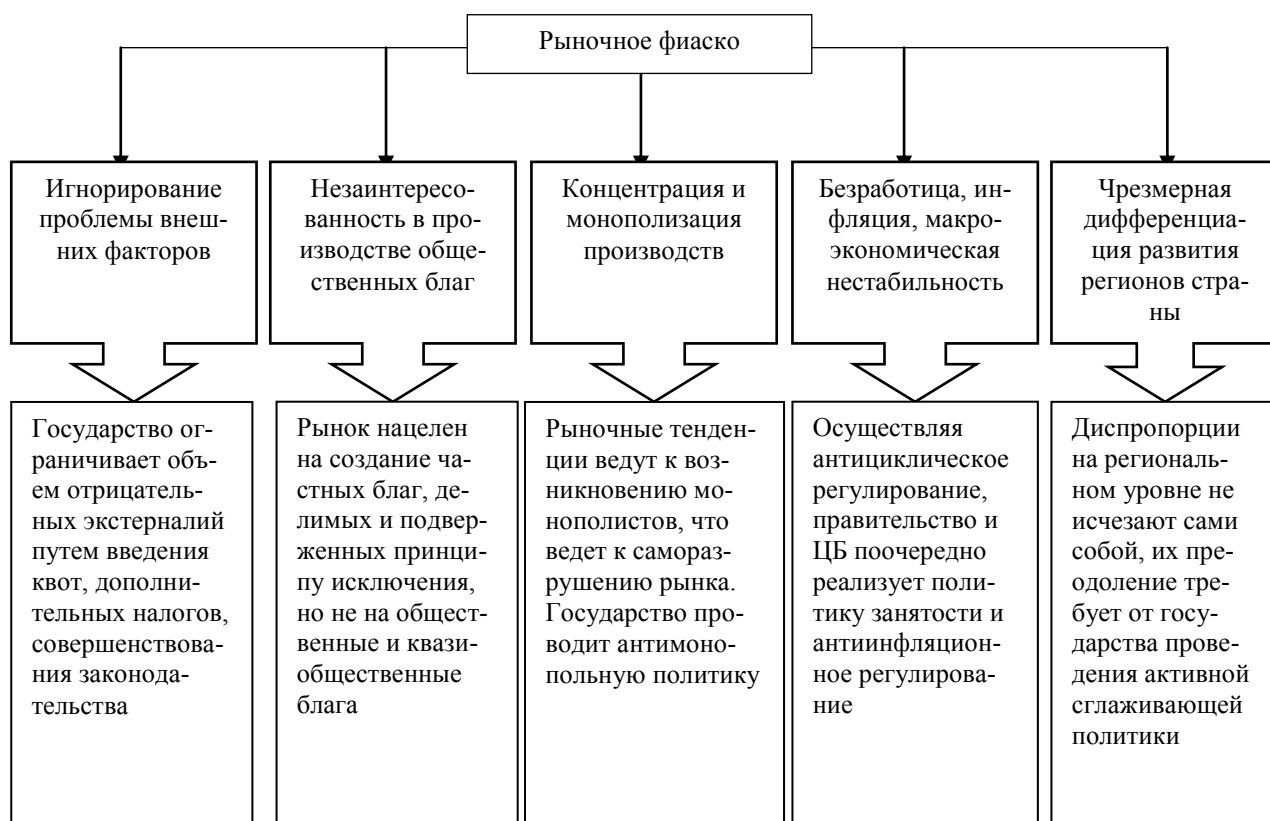 Рыночное фиаско
Игнорирование
проблемы внеш-
них факторов
Незаинтересо-
ванность в про-
изводстве обще-
ственных благ
Концентрация и
монополизация
производств
Безработица, ин-
фляция, макро-
экономическая
нестабильность
Чрезмерная
дифференциа-
ция развития
регионов стра-
ны
Государство ог-
раничивает объ-
ем отрицатель-
ных экстерналий
путем введения
квот, дополни-
тельных налогов,
совершенствова-
ния законода-
тельства
Рынок нацелен
на создание ча-
стных благ, де-
лимых и подвер-
женных принци-
пу исключения,
но не на общест-
венные и квази-
общественные
блага
Рыночные тенден-
ции ведут к воз-
никновению мо-
нополистов, что
ведет к самораз-
рушению рынка.
Государство про-
водит антимоно-
польную политику
Осуществляя
антициклическое
регулирование,
правительство и
ЦБ поочередно
реализует поли-
тику занятости и
антиинфляцион-
ное регулирова-
ние
Диспропорции
на региональ-
ном уровне не
исчезают сами
собой, их пре-
одоление тре-
бует от госу-
дарства прове-
дения активной
сглаживающей
политики